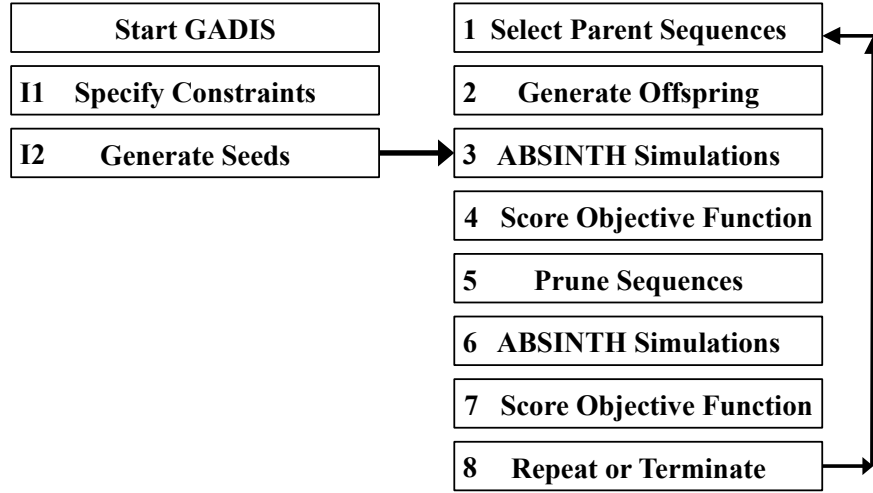 Start GADIS
I1 Specify Constraints
I2 Generate Seeds
1 Select Parent Sequences
2 Generate Offspring
3 ABSINTH Simulations
4 Score Objective Function
5 Prune Sequences
6 ABSINTH Simulations
7 Score Objective Function
8 Repeat or Terminate